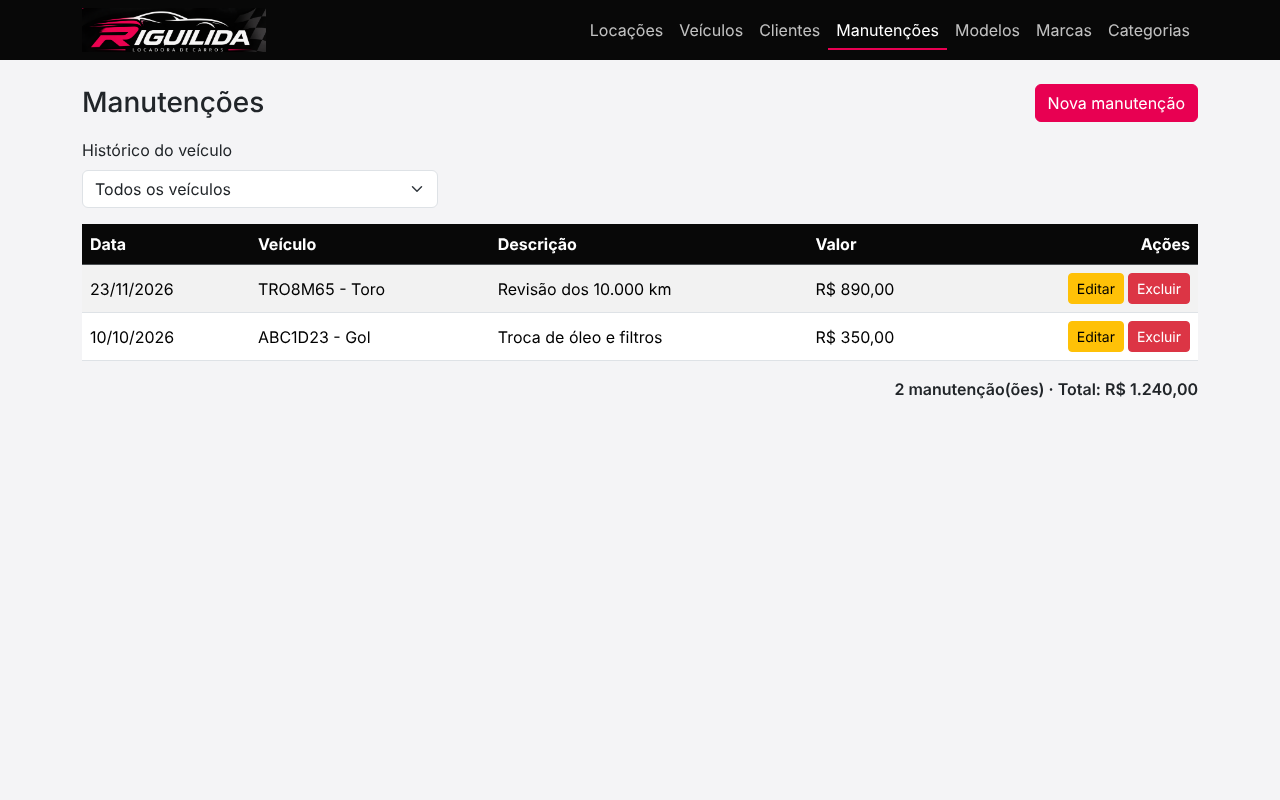 RIGUILIDA
LOCADORA DE CARROS
Locações Veículos Clientes Manutenções Modelos Marcas Categorias
Manutenções
Nova manutenção
Histórico do veículo
Todos os veículos
Data Veículo Descrição Valor Ações
23/11/2026 TRO8M65 - Toro Revisão dos 10.000 km R$ 890,00 Editar Excluir
10/10/2026 ABC1D23 - Gol Troca de óleo e filtros R$ 350,00 Editar Excluir
2 manutenção(ões) · Total: R$ 1.240,00